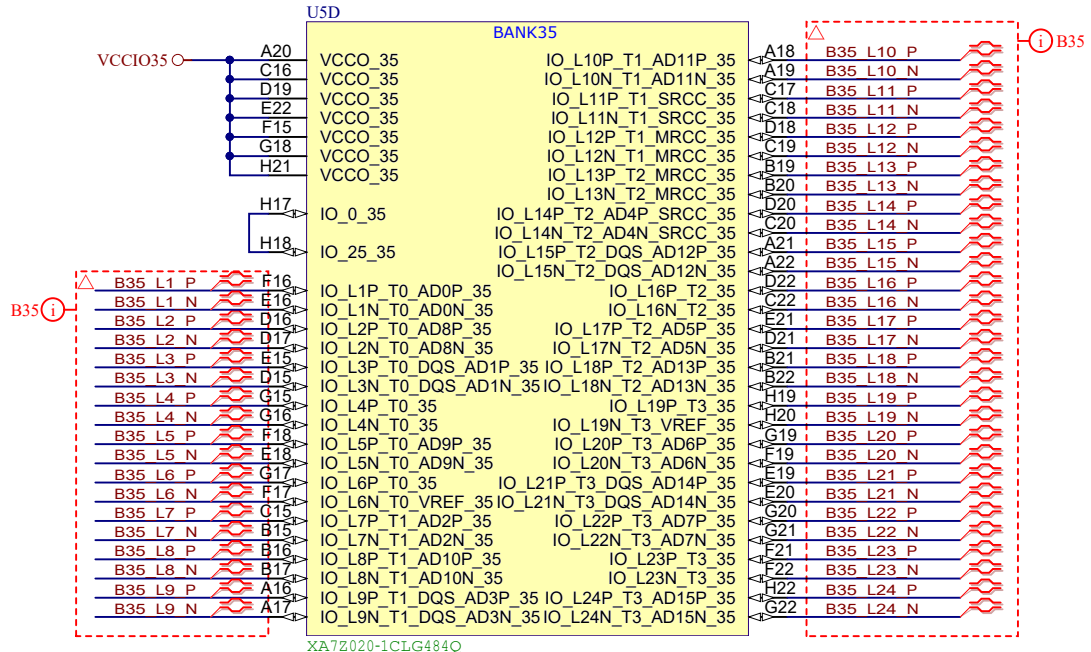 U5D
BANK35
VCCIO35
A20 VCCO_35
C16 VCCO_35
D19 VCCO_35
E22 VCCO_35
F15 VCCO_35
G18 VCCO_35
H21 VCCO_35
H17 IO_0_35
H18 IO_25_35
B35
B35_L1_P F16 IO_L1P_T0_AD0P_35
B35_L1_N E16 IO_L1N_T0_AD0N_35
B35_L2_P D16 IO_L2P_T0_AD8P_35
B35_L2_N D17 IO_L2N_T0_AD8N_35
B35_L3_P E15 IO_L3P_T0_DQS_AD1P_35
B35_L3_N D15 IO_L3N_T0_DQS_AD1N_35
B35_L4_P G15 IO_L4P_T0_35
B35_L4_N G16 IO_L4N_T0_35
B35_L5_P F18 IO_L5P_T0_AD9P_35
B35_L5_N E18 IO_L5N_T0_AD9N_35
B35_L6_P G17 IO_L6P_T0_35
B35_L6_N F17 IO_L6N_T0_VREF_35
B35_L7_P C15 IO_L7P_T1_AD2P_35
B35_L7_N B15 IO_L7N_T1_AD2N_35
B35_L8_P B16 IO_L8P_T1_AD10P_35
B35_L8_N B17 IO_L8N_T1_AD10N_35
B35_L9_P A16 IO_L9P_T1_DQS_AD3P_35
B35_L9_N A17 IO_L9N_T1_DQS_AD3N_35
IO_L10P_T1_AD11P_35 A18 B35_L10_P
IO_L10N_T1_AD11N_35 A19 B35_L10_N
IO_L11P_T1_SRCC_35 C17 B35_L11_P
IO_L11N_T1_SRCC_35 C18 B35_L11_N
IO_L12P_T1_MRCC_35 D18 B35_L12_P
IO_L12N_T1_MRCC_35 C19 B35_L12_N
IO_L13P_T2_MRCC_35 B19 B35_L13_P
IO_L13N_T2_MRCC_35 B20 B35_L13_N
IO_L14P_T2_AD4P_SRCC_35 D20 B35_L14_P
IO_L14N_T2_AD4N_SRCC_35 C20 B35_L14_N
IO_L15P_T2_DQS_AD12P_35 A21 B35_L15_P
IO_L15N_T2_DQS_AD12N_35 A22 B35_L15_N
IO_L16P_T2_35 D22 B35_L16_P
IO_L16N_T2_35 C22 B35_L16_N
IO_L17P_T2_AD5P_35 E21 B35_L17_P
IO_L17N_T2_AD5N_35 D21 B35_L17_N
IO_L18P_T2_AD13P_35 B21 B35_L18_P
IO_L18N_T2_AD13N_35 B22 B35_L18_N
IO_L19P_T3_35 H19 B35_L19_P
IO_L19N_T3_VREF_35 H20 B35_L19_N
IO_L20P_T3_AD6P_35 G19 B35_L20_P
IO_L20N_T3_AD6N_35 F19 B35_L20_N
IO_L21P_T3_DQS_AD14P_35 E19 B35_L21_P
IO_L21N_T3_DQS_AD14N_35 E20 B35_L21_N
IO_L22P_T3_AD7P_35 G20 B35_L22_P
IO_L22N_T3_AD7N_35 G21 B35_L22_N
IO_L23P_T3_35 F21 B35_L23_P
IO_L23N_T3_35 F22 B35_L23_N
IO_L24P_T3_AD15P_35 H22 B35_L24_P
IO_L24N_T3_AD15N_35 G22 B35_L24_N
i B35
i
XA7Z020-1CLG484Q